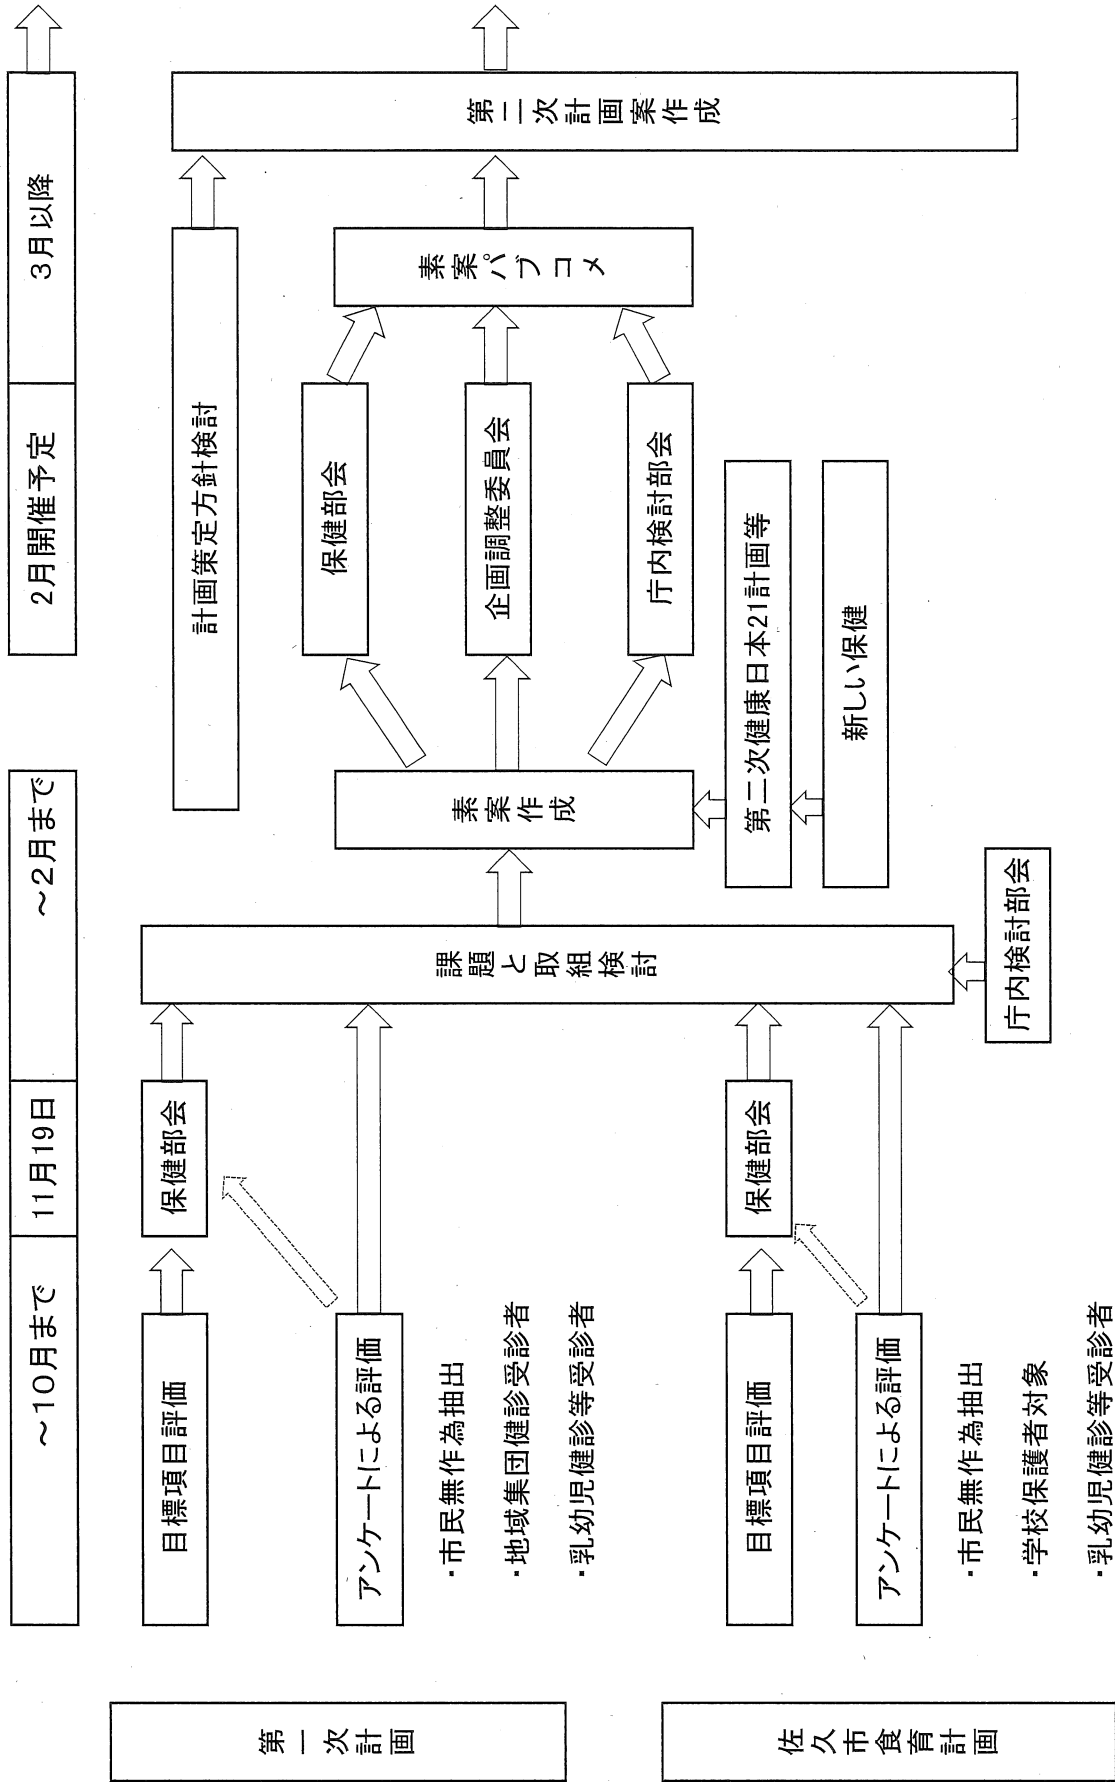 ～10月まで
11月19日
～2月まで
2月開催予定
3月以降
第一次計画
目標項目評価
保健部会
アンケートによる評価
・市民無作為抽出
・地域集団健診受診者
・乳幼児健診等受診者
佐久市食育計画
目標項目評価
保健部会
アンケートによる評価
・市民無作為抽出
・学校保護者対象
・乳幼児健診等受診者
課題と取組検討
庁内検討部会
計画策定方針検討
素案作成
第二次健康日本21計画等
新しい保健
保健部会
企画調整委員会
庁内検討部会
素案パブコメ
第二次計画案作成